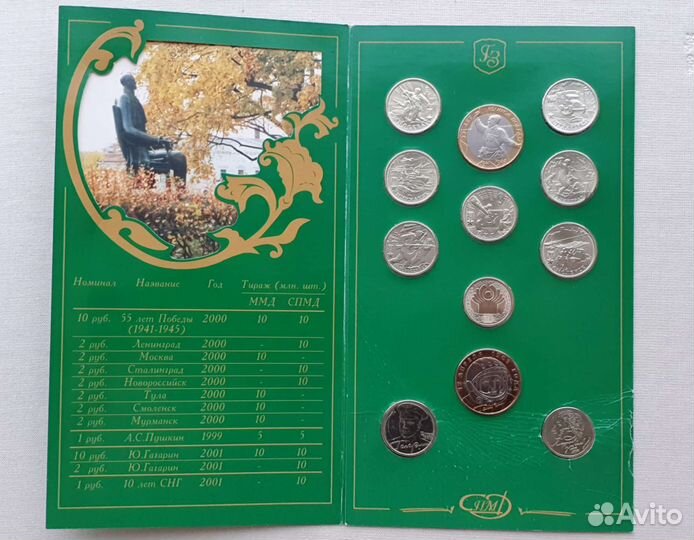 Номинал Название Год Тираж (млн. шт.)
ММД СПМД
10 руб. 55 лет Победы 2000 10 10
(1941-1945)
2 руб. Ленинград 2000 - 10
2 руб. Москва 2000 10 -
2 руб. Сталинград 2000 - 10
2 руб. Новороссийск 2000 - 10
2 руб. Тула 2000 10 -
2 руб. Смоленск 2000 10 -
2 руб. Мурманск 2000 10 -
1 руб. А.С.Пушкин 1999 5 5
10 руб. Ю.Гагарин 2001 10 10
2 руб. Ю.Гагарин 2001 - 10
1 руб. 10 лет СНГ 2001 - 10
ГЗ
СПМД
Avito